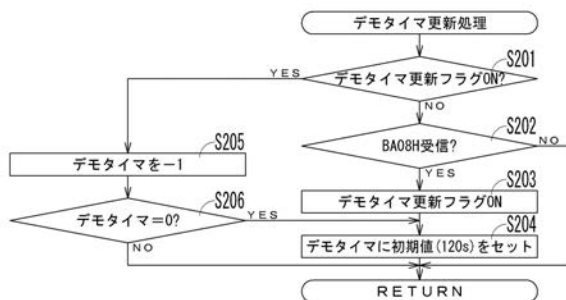 デモタイマ更新処理
S201
YES
デモタイマ更新フラグON?
NO
S202
BA08H受信?
NO
YES
S205
デモタイマを−1
S203
デモタイマ更新フラグON
S206
デモタイマ=0?
YES
S204
デモタイマに初期値(120s)をセット
NO
RETURN